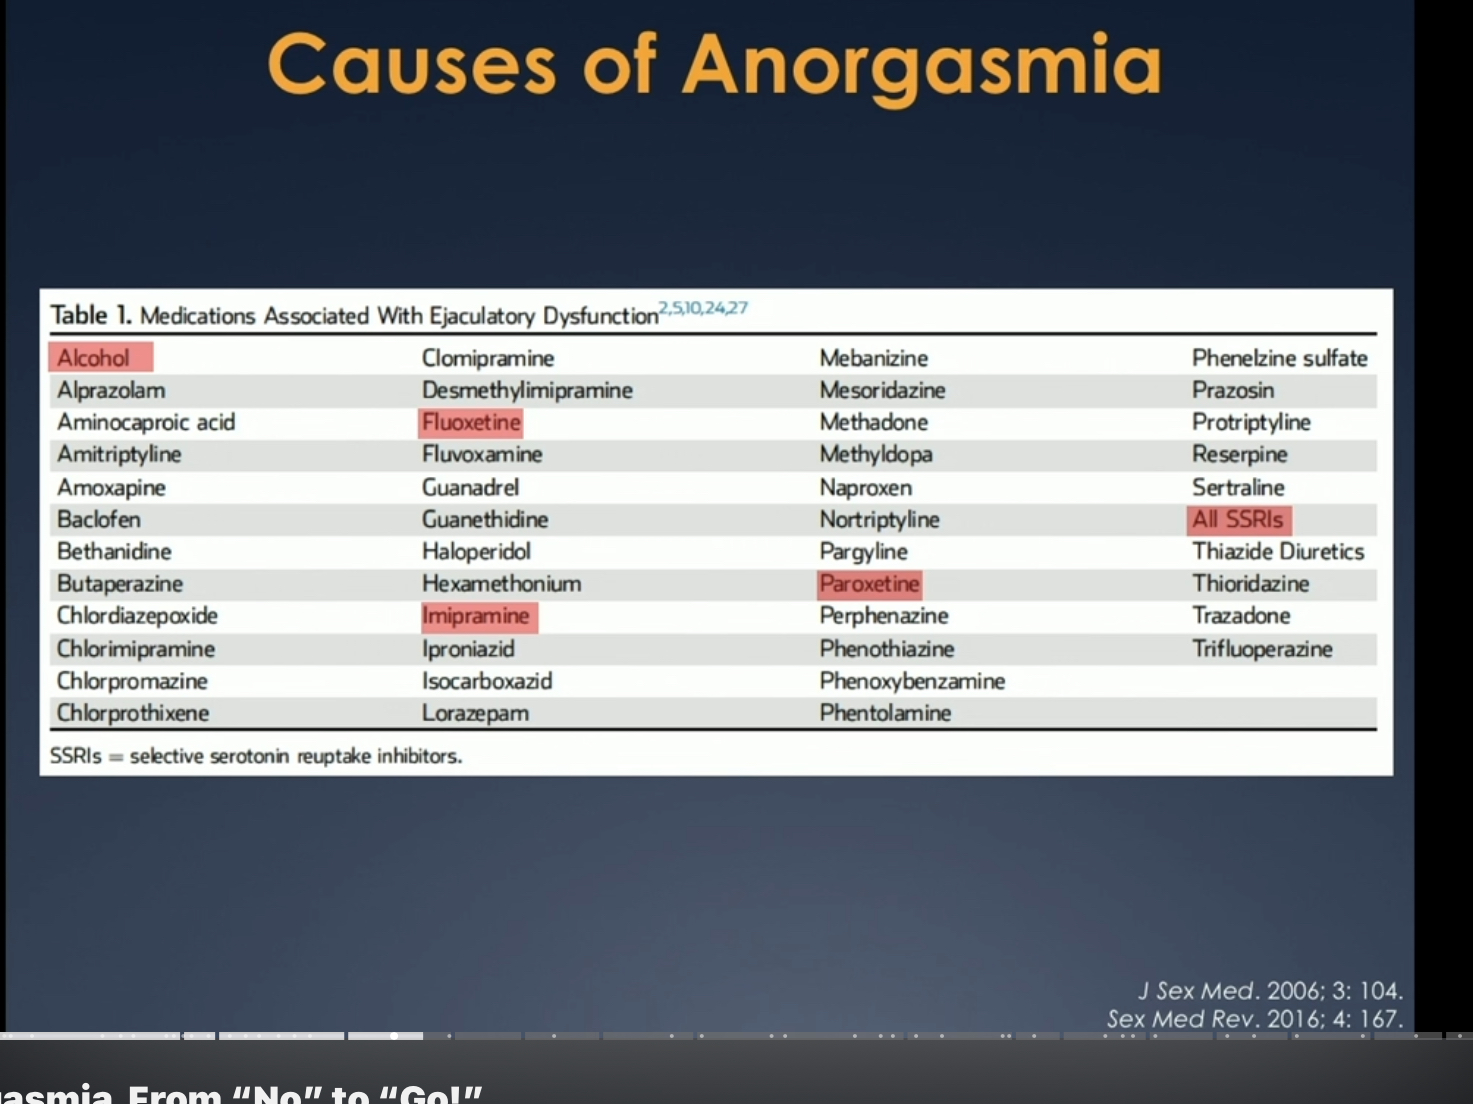 Causes of Anorgasmia
Table 1. Medications Associated With Ejaculatory Dysfunction2,5,10,24,27
Alcohol Clomipramine Mebanizine Phenelzine sulfate
Alprazolam Desmethylimipramine Mesoridazine Prazosin
Aminocaproic acid Fluoxetine Methadone Protriptyline
Amitriptyline Fluvoxamine Methyldopa Reserpine
Amoxapine Guanadrel Naproxen Sertraline
Baclofen Guanethidine Nortriptyline All SSRIs
Bethanidine Haloperidol Pargyline Thiazide Diuretics
Butaperazine Hexamethonium Paroxetine Thioridazine
Chlordiazepoxide Imipramine Perphenazine Trazadone
Chlorimipramine Iproniazid Phenothiazine Trifluoperazine
Chlorpromazine Isocarboxazid Phenoxybenzamine
Chlorprothixene Lorazepam Phentolamine
SSRIs = selective serotonin reuptake inhibitors.
J Sex Med. 2006; 3: 104.
Sex Med Rev. 2016; 4: 167.
gasmia From “No” to “Go!”